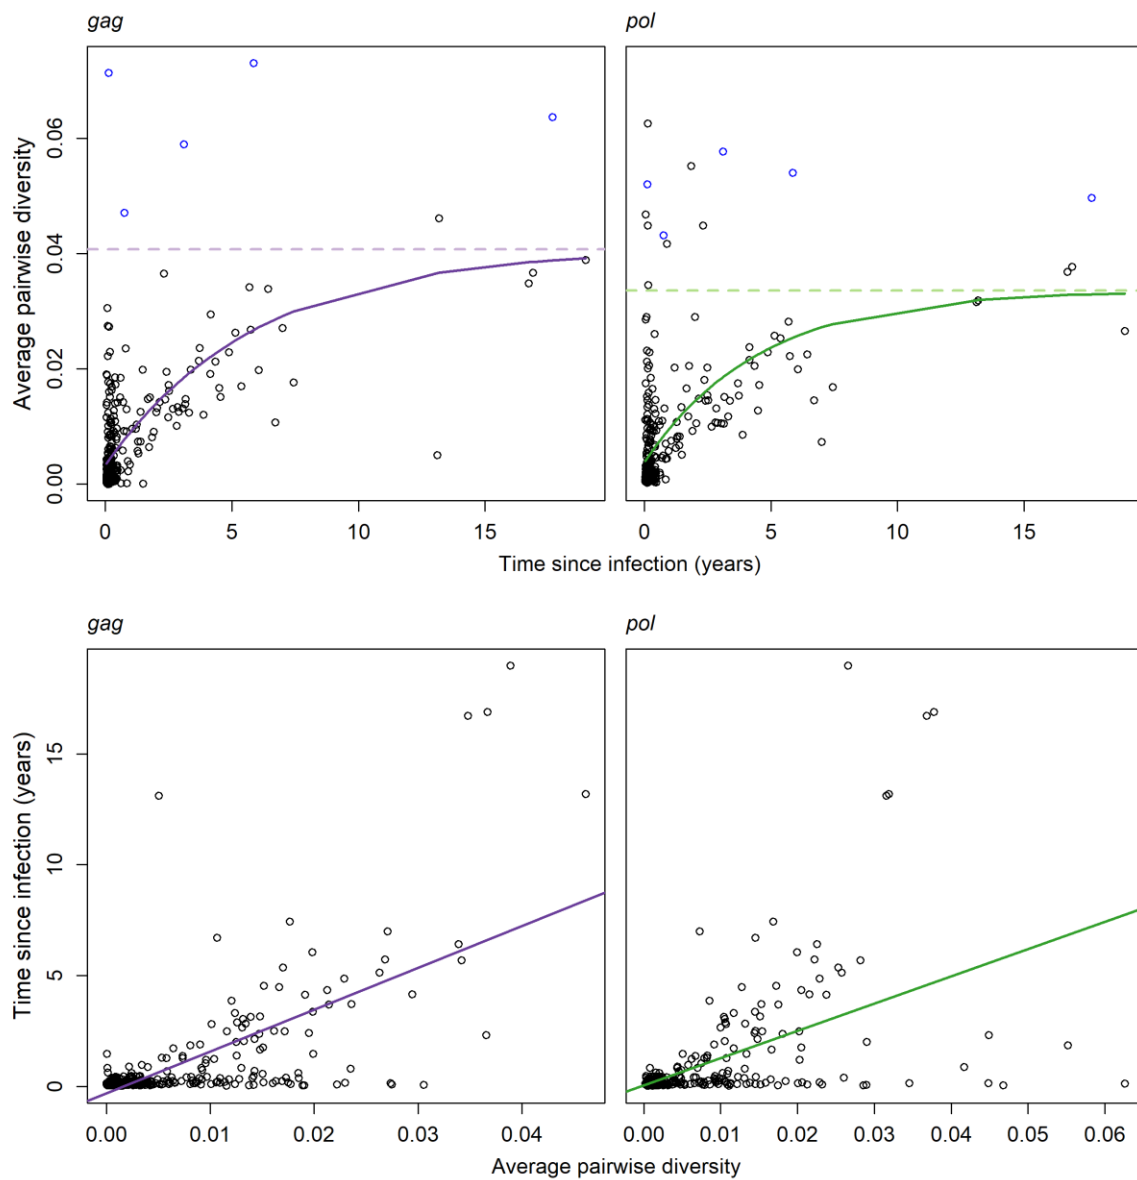 gag
pol
Average pairwise diversity
0.06
0.04
0.02
0.00
0 5 10 15
0 5 10 15
Time since infection (years)
gag
pol
Time since infection (years)
15
10
5
0
0.00 0.01 0.02 0.03 0.04
0.00 0.01 0.02 0.03 0.04 0.05 0.06
Average pairwise diversity